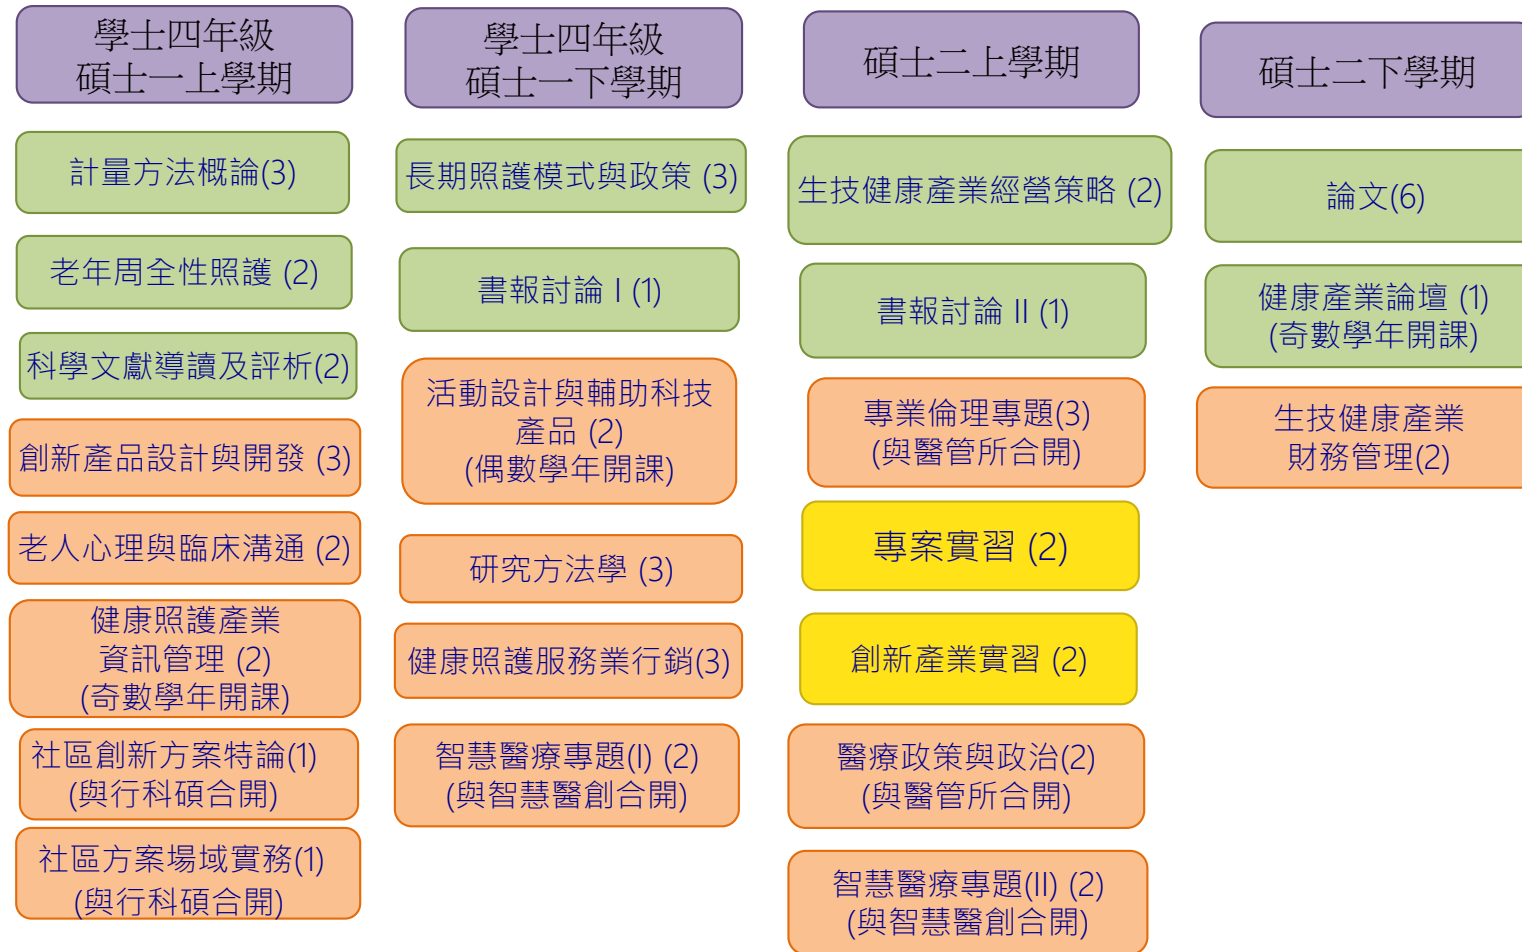 學士四年級
碩士一上學期
計量方法概論(3)
老年周全性照護 (2)
科學文獻導讀及評析(2)
創新產品設計與開發 (3)
老人心理與臨床溝通 (2)
健康照護產業
資訊管理 (2)
(奇數學年開課)
社區創新方案特論(1)
(與行科碩合開)
社區方案場域實務(1)
(與行科碩合開)
學士四年級
碩士一下學期
長期照護模式與政策 (3)
書報討論 I (1)
活動設計與輔助科技
產品 (2)
(偶數學年開課)
研究方法學 (3)
健康照護服務業行銷(3)
智慧醫療專題(I) (2)
(與智慧醫創合開)
碩士二上學期
生技健康產業經營策略 (2)
書報討論 II (1)
專業倫理專題(3)
(與醫管所合開)
專案實習 (2)
創新產業實習 (2)
醫療政策與政治(2)
(與醫管所合開)
智慧醫療專題(II) (2)
(與智慧醫創合開)
碩士二下學期
論文(6)
健康產業論壇 (1)
(奇數學年開課)
生技健康產業
財務管理(2)